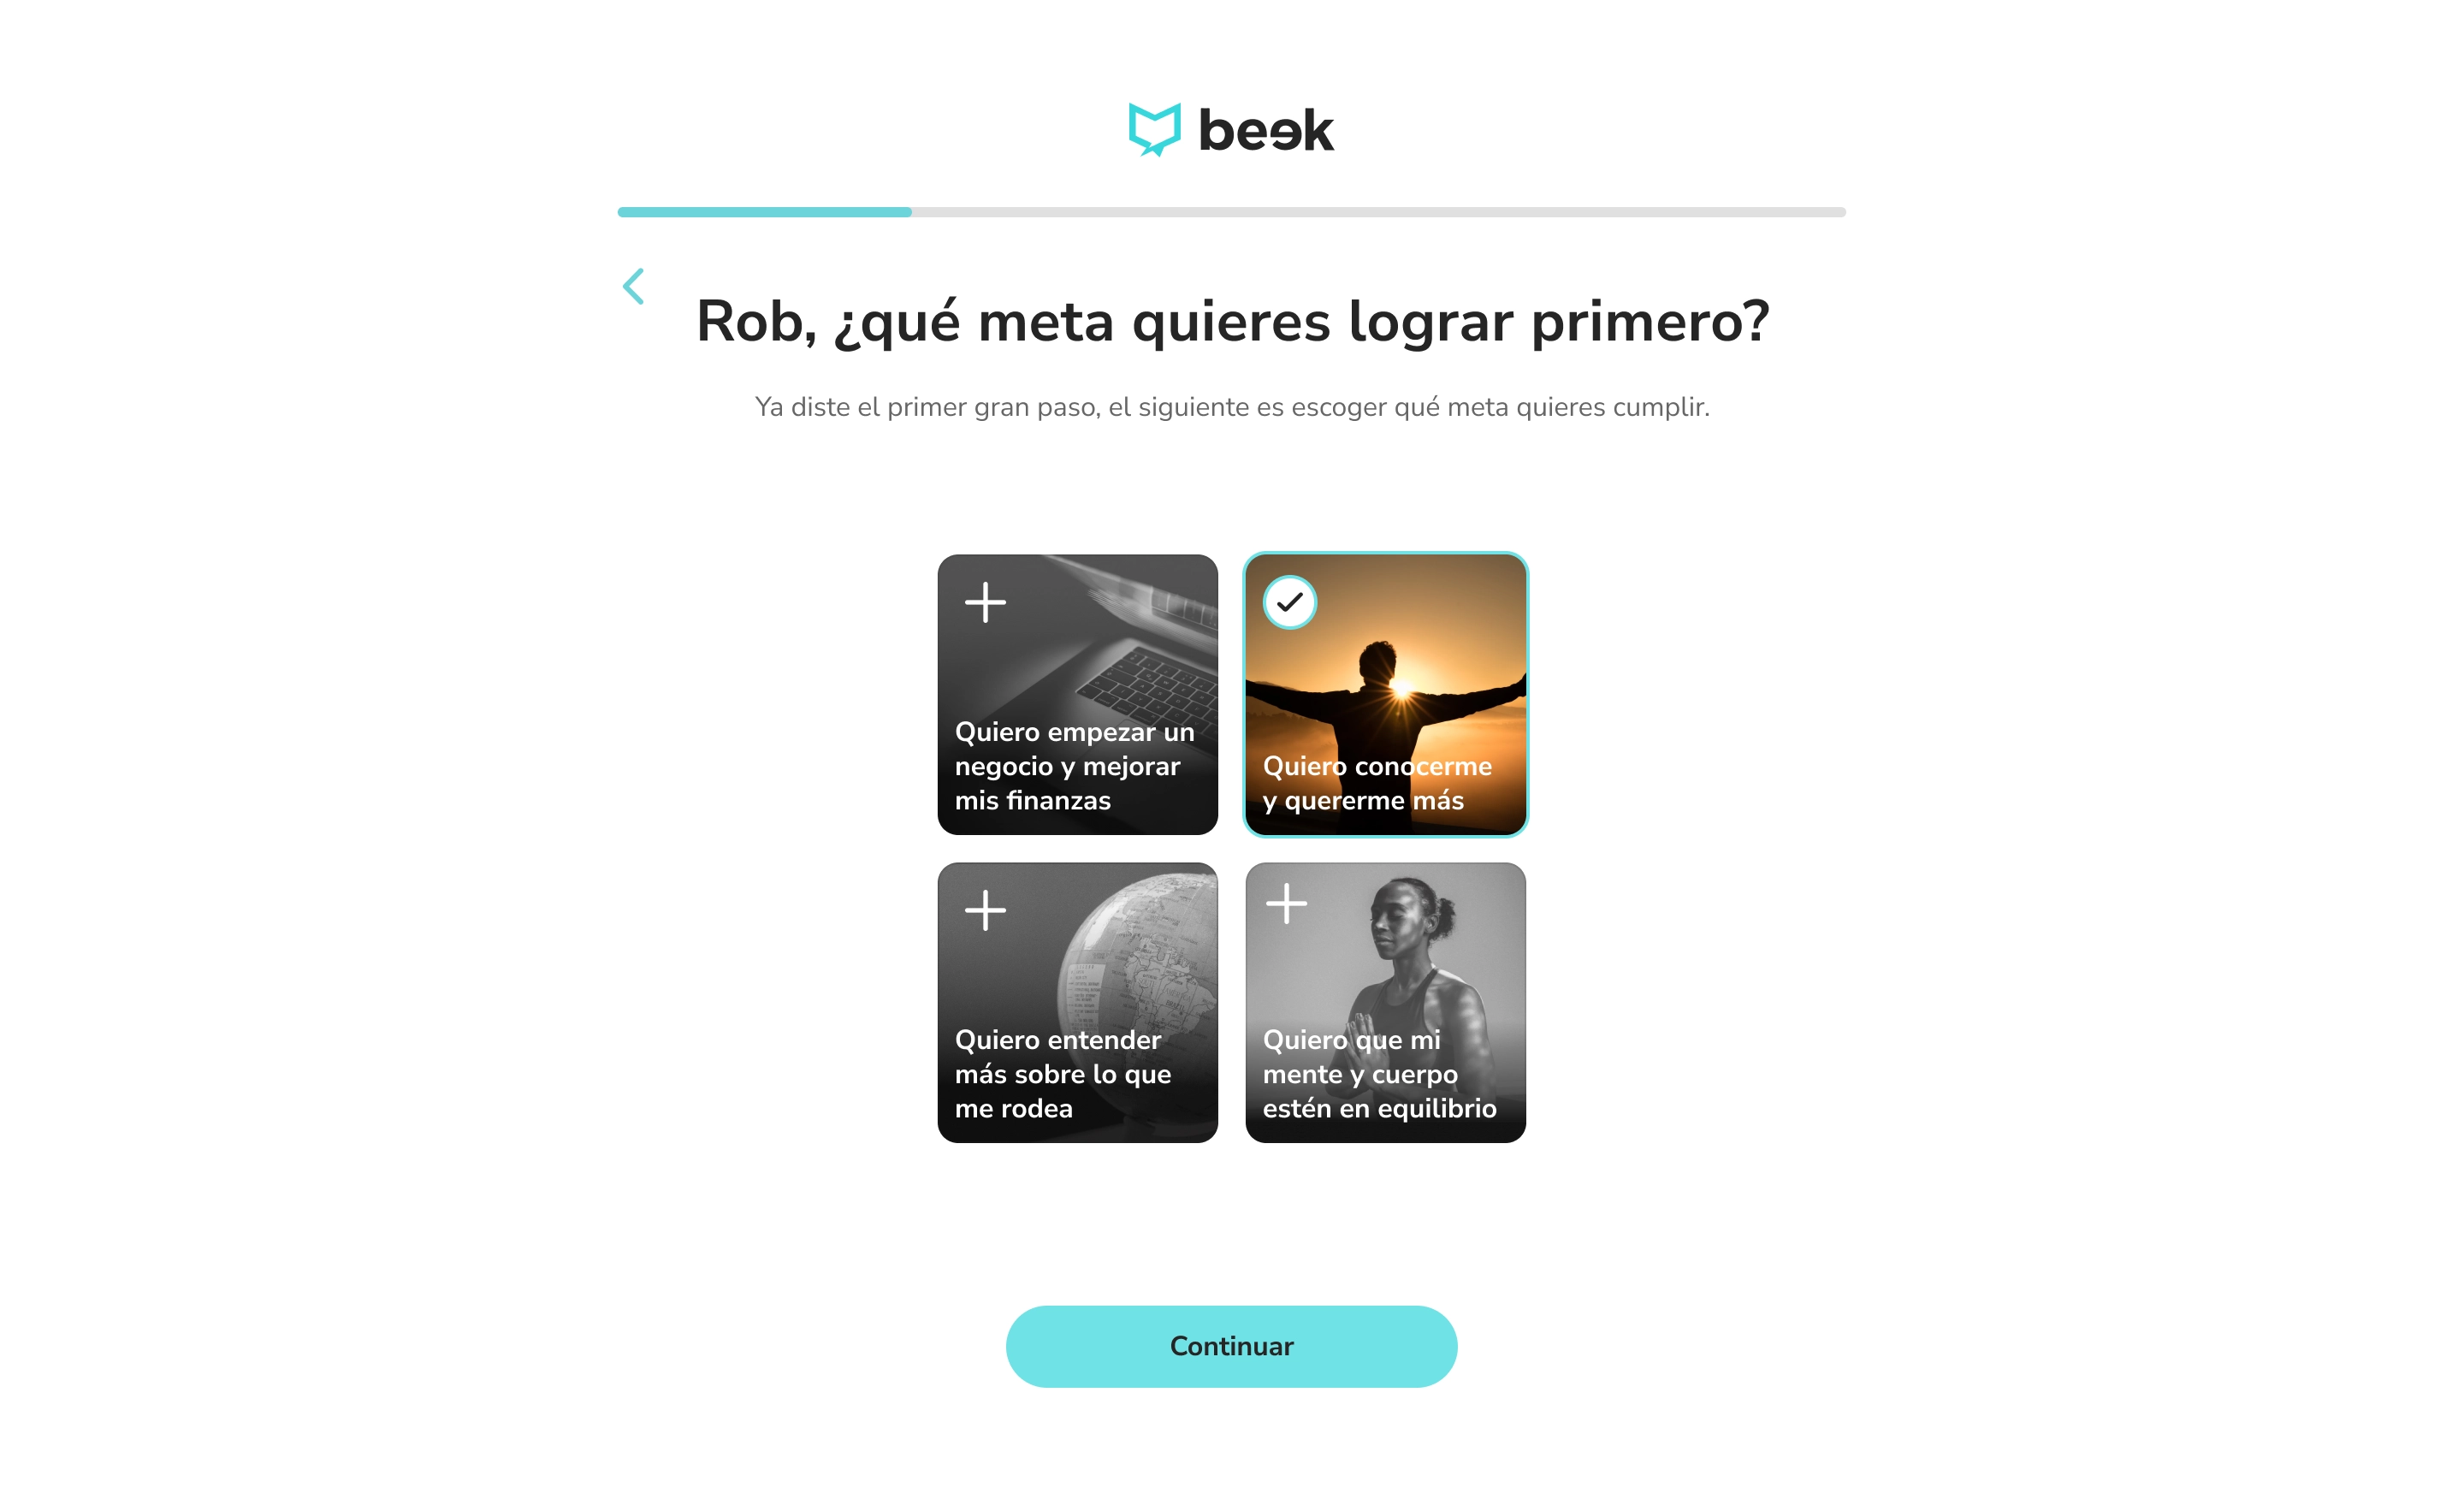 beek
Rob, ¿qué meta quieres lograr primero?
Ya diste el primer gran paso, el siguiente es escoger qué meta quieres cumplir.
Quiero empezar un
negocio y mejorar
mis finanzas
Quiero conocerme
y quererme más
Quiero entender
más sobre lo que
me rodea
Quiero que mi
mente y cuerpo
estén en equilibrio
Continuar